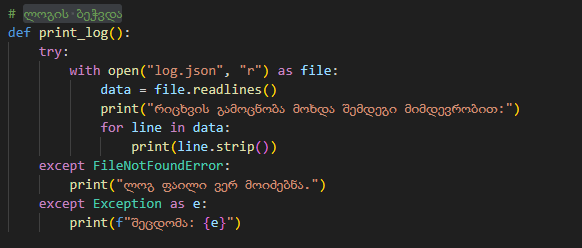 # ლოგის ბეჭვდა
def print_log():
    try:
        with open("log.json", "r") as file:
            data = file.readlines()
            print("რიცხვის გამოცნობა მოხდა შემდეგი მიმდევრობით:")
            for line in data:
                print(line.strip())
    except FileNotFoundError:
        print("ლოგ ფაილი ვერ მოიძებნა.")
    except Exception as e:
        print(f"შეცდომა: {e}")